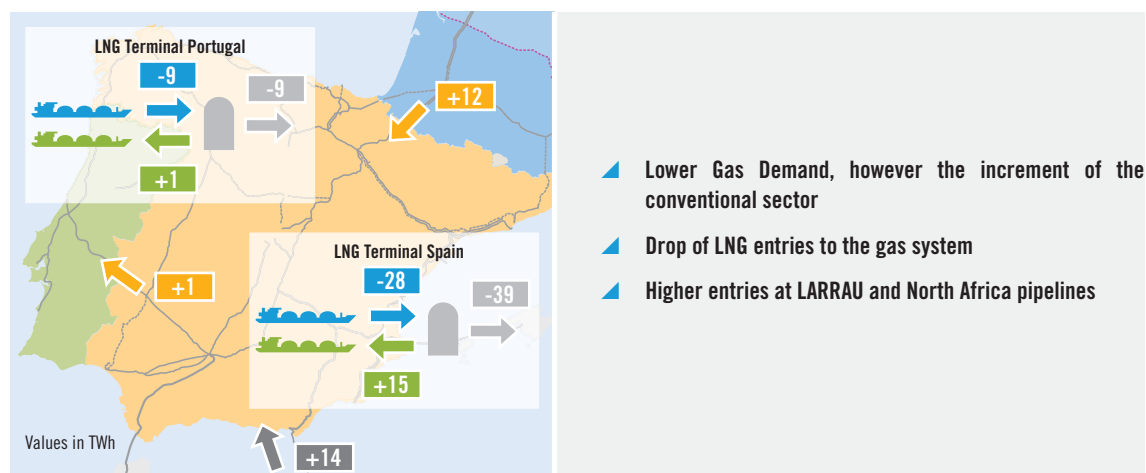 LNG Terminal Portugal
-9
-9
+1
+12
+1
LNG Terminal Spain
-28
-39
+15
Values in TWh
+14
Lower Gas Demand, however the increment of the
conventional sector
Drop of LNG entries to the gas system
Higher entries at LARRAU and North Africa pipelines